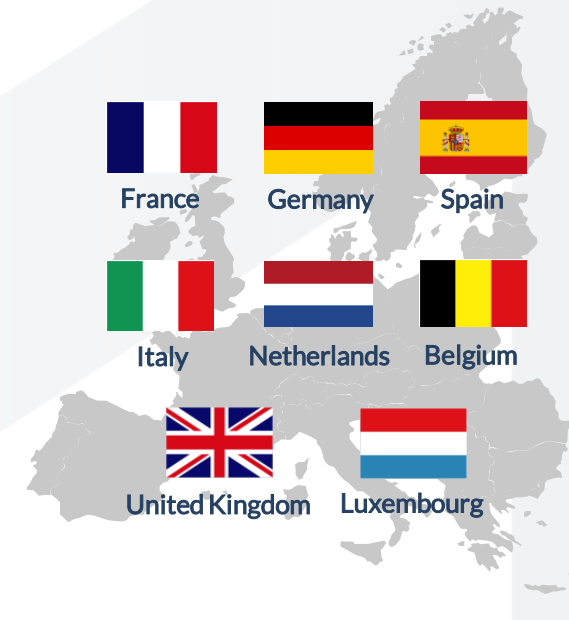 France
Germany
Spain
Italy
Netherlands
Belgium
United Kingdom
Luxembourg